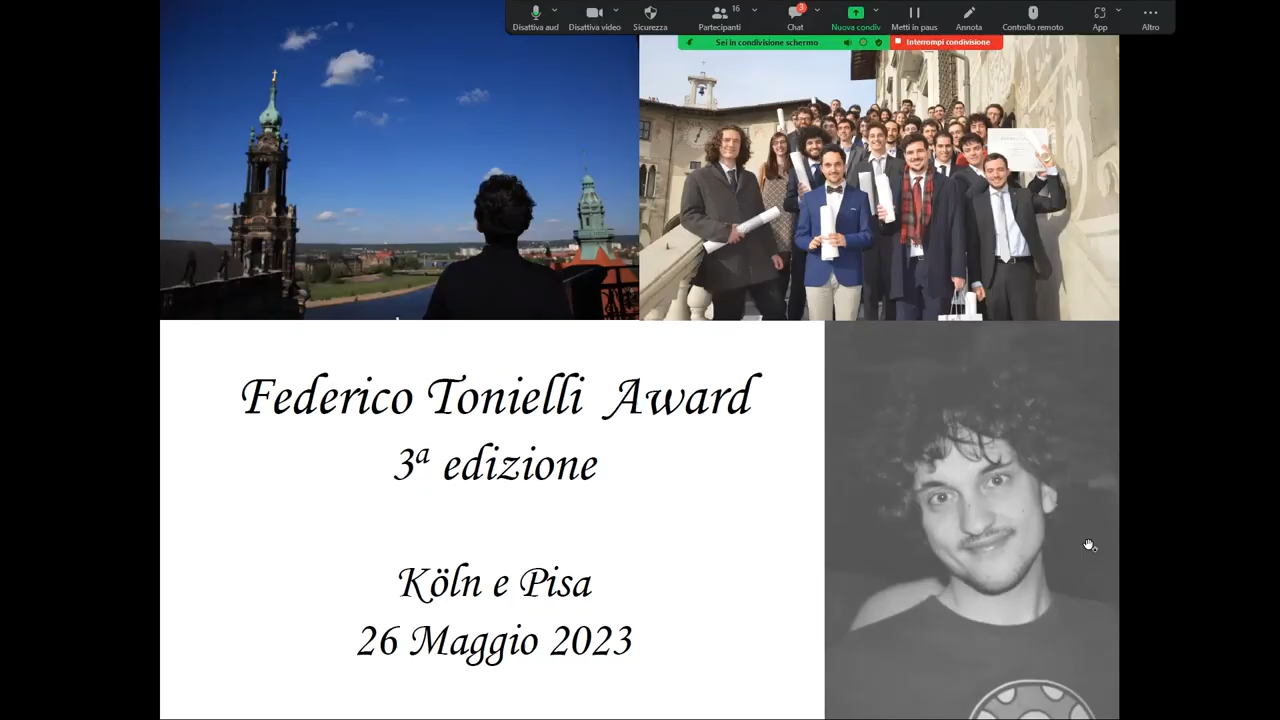 16
3
Disattiva aud
Disattiva video
Sicurezza
Partecipanti
Chat
Nuova condiv
Metti in paus
Annota
Controllo remoto
App
Altro
Sei in condivisione schermo
Interrompi condivisione
Federico Tonielli Award
3ª edizione
Köln e Pisa
26 Maggio 2023